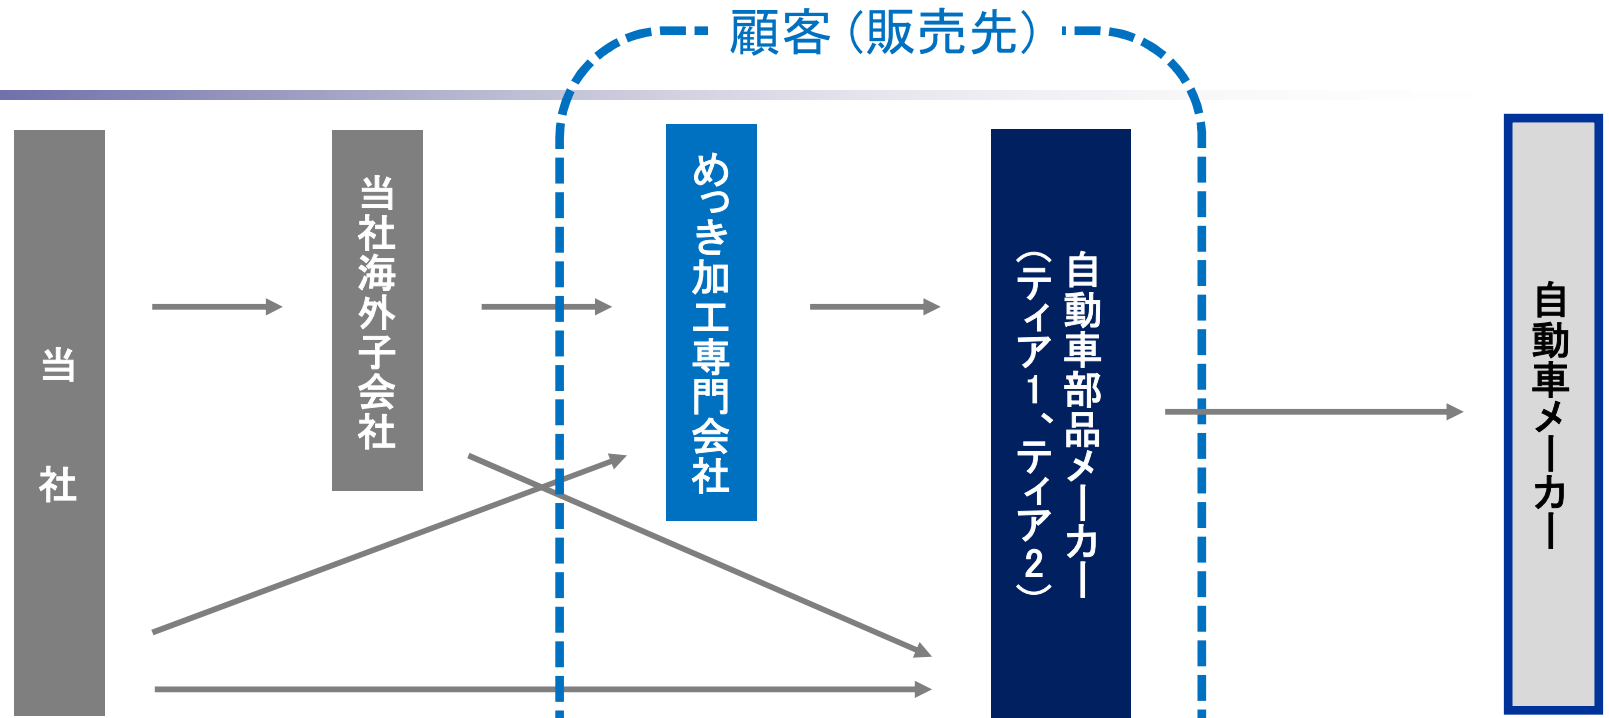 顧客（販売先）
当社
当社海外子会社
めっき加工専門会社
自動車部品メーカー
（ティア１、ティア２）
自動車メーカー